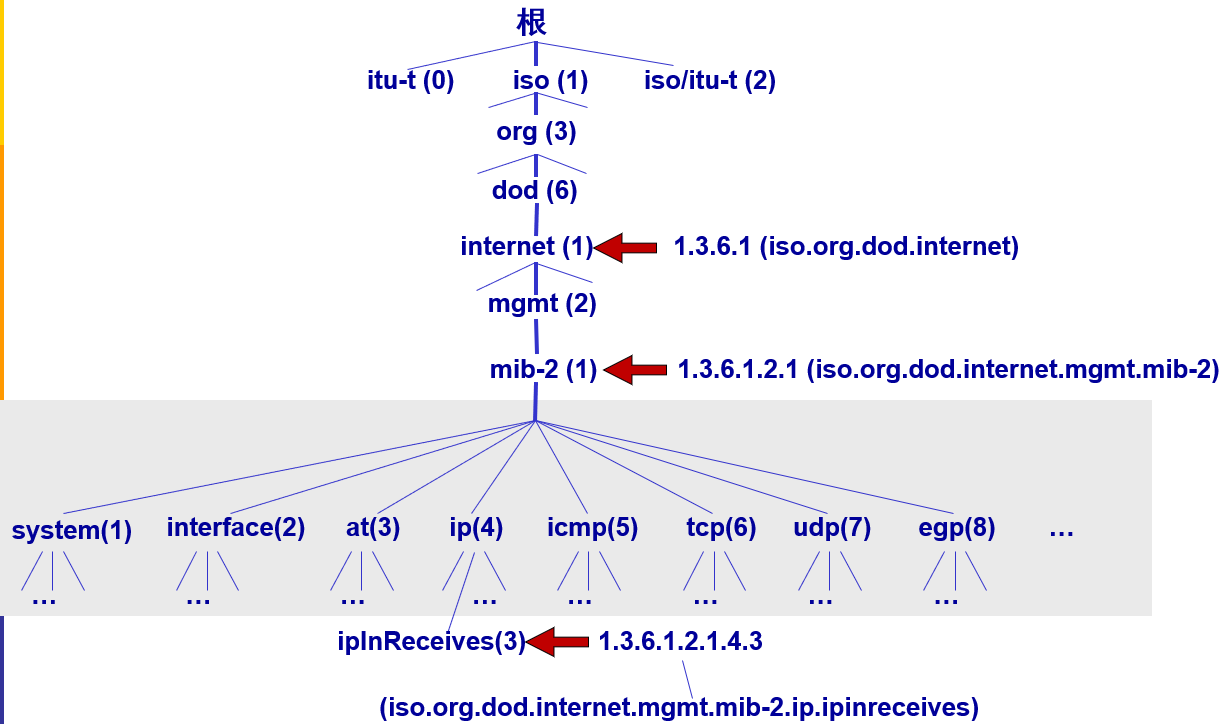 根
itu-t (0) iso (1) iso/itu-t (2)
org (3)
dod (6)
internet (1) 1.3.6.1 (iso.org.dod.internet)
mgmt (2)
mib-2 (1) 1.3.6.1.2.1 (iso.org.dod.internet.mgmt.mib-2)
system(1) interface(2) at(3) ip(4) icmp(5) tcp(6) udp(7) egp(8) …
… … … … … … … …
ipInReceives(3) 1.3.6.1.2.1.4.3
(iso.org.dod.internet.mgmt.mib-2.ip.ipinreceives)